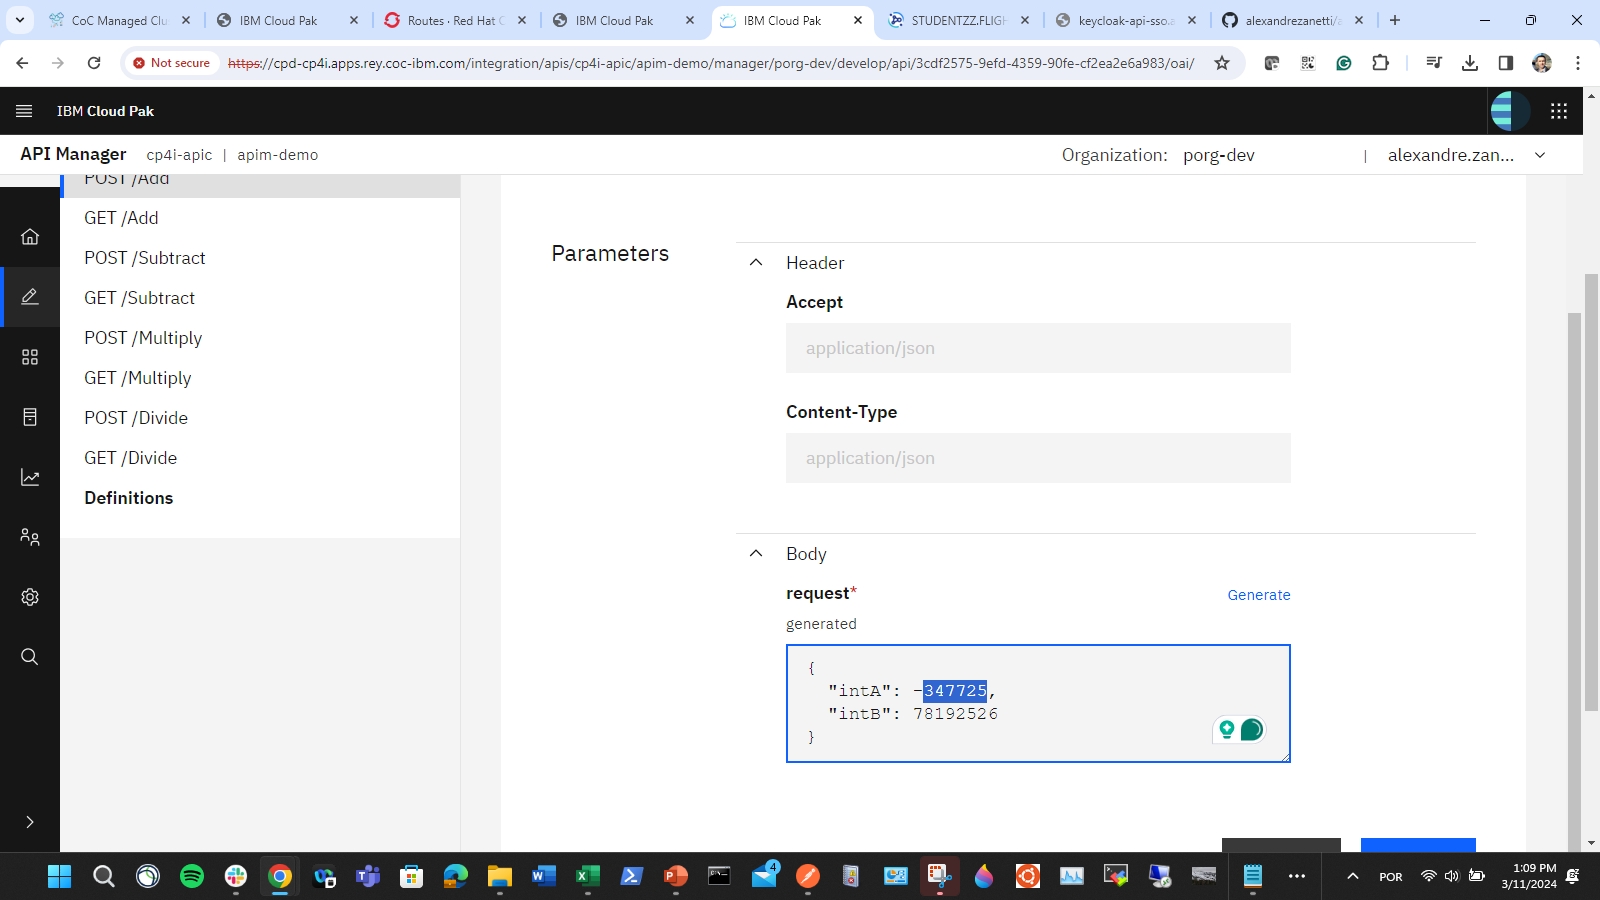 CoC Managed Clu
IBM Cloud Pak
Routes · Red Hat C
IBM Cloud Pak
IBM Cloud Pak
STUDENTZZ.FLIGH
keycloak-api-sso.a
alexandrezanetti/a
Not secure
https://cpd-cp4i.apps.rey.coc-ibm.com/integration/apis/cp4i-apic/apim-demo/manager/porg-dev/develop/api/3cdf2575-9efd-4359-90fe-cf2ea2e6a983/oai/
IBM Cloud Pak
API Manager cp4i-apic | apim-demo
Organization: porg-dev | alexandre.zan...
POST /Add
GET /Add
POST /Subtract
GET /Subtract
POST /Multiply
GET /Multiply
POST /Divide
GET /Divide
Definitions
Parameters
Header
Accept
application/json
Content-Type
application/json
Body
request*
Generate
generated
{
"intA": -347725,
"intB": 78192526
}
4
POR
1:09 PM
3/11/2024